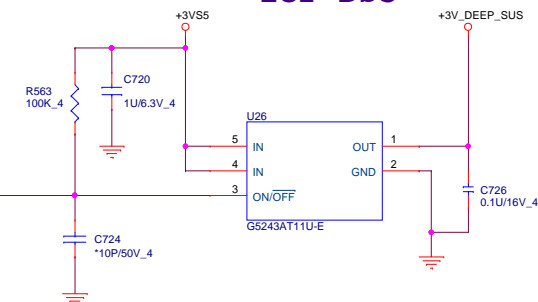 +3VS5
+3V_DEEP_SUS
R563
100K_4
C720
1U/6.3V_4
U26
5
IN
OUT
1
4
IN
GND
2
3
ON/OFF
G5243AT11U-E
C726
0.1U/16V_4
C724
*10P/50V_4